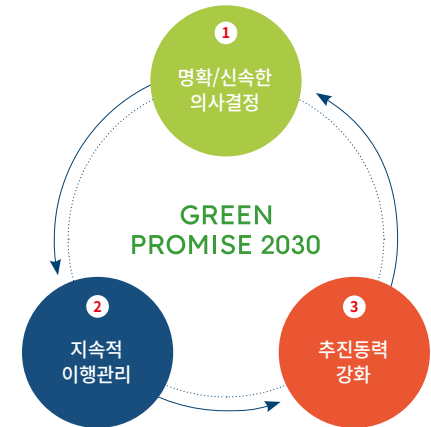 1
명확/신속한
의사결정
GREEN
PROMISE 2030
2
지속적
이행관리
3
추진동력
강화